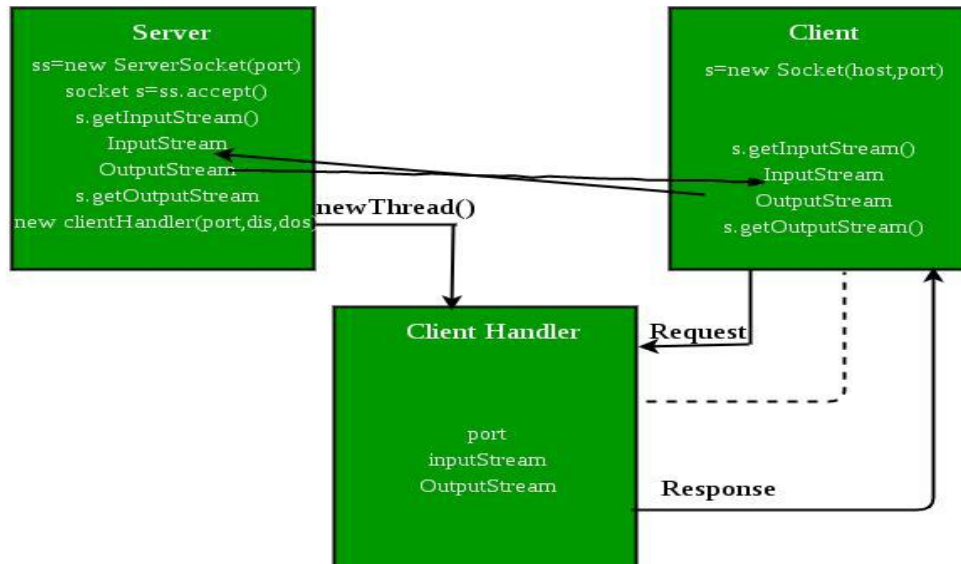 Server
ss=new ServerSocket(port)
socket s=ss.accept()
s.getInputStream()
InputStream
OutputStream
s.getOutputStream
new clientHandler(port,dis,dos)
newThread()
Client
s=new Socket(host,port)
s.getInputStream()
InputStream
OutputStream
s.getOutputStream()
Client Handler
port
inputStream
OutputStream
Request
Response